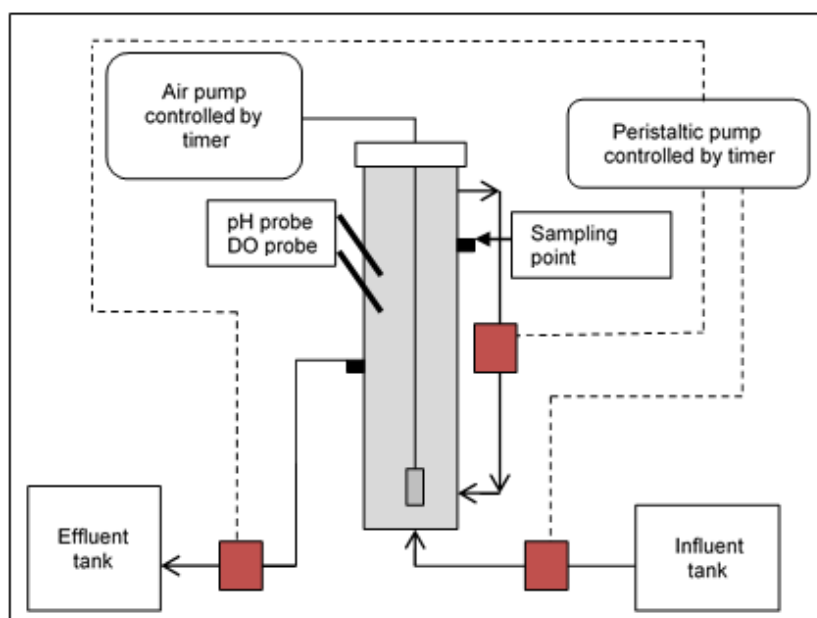 Air pump
controlled by
timer
Peristaltic pump
controlled by timer
pH probe
DO probe
Sampling
point
Effluent
tank
Influent
tank